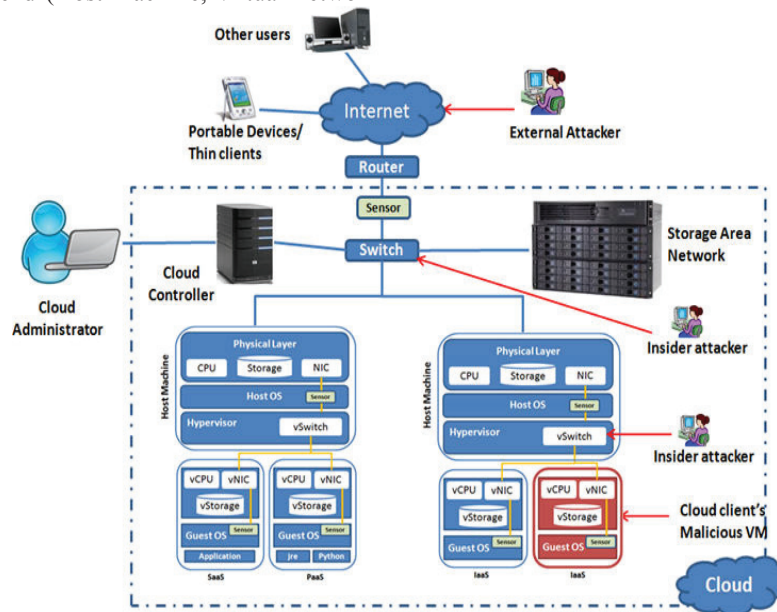 Other users
Internet
Portable Devices/
Thin clients
External Attacker
Router
Sensor
Switch
Storage Area
Network
Cloud
Controller
Cloud
Administrator
Insider attacker
Host Machine
Physical Layer
CPU
Storage
NIC
Host OS
Sensor
Hypervisor
vSwitch
Host Machine
Physical Layer
CPU
Storage
NIC
Host OS
Sensor
Hypervisor
vSwitch
Insider attacker
vCPU
vNIC
vStorage
Sensor
Guest OS
Application
SaaS
vCPU
vNIC
vStorage
Sensor
Guest OS
jre
Python
PaaS
vCPU
vNIC
vStorage
Sensor
Guest OS
IaaS
vCPU
vNIC
vStorage
Sensor
Guest OS
IaaS
Cloud client's
Malicious VM
Cloud